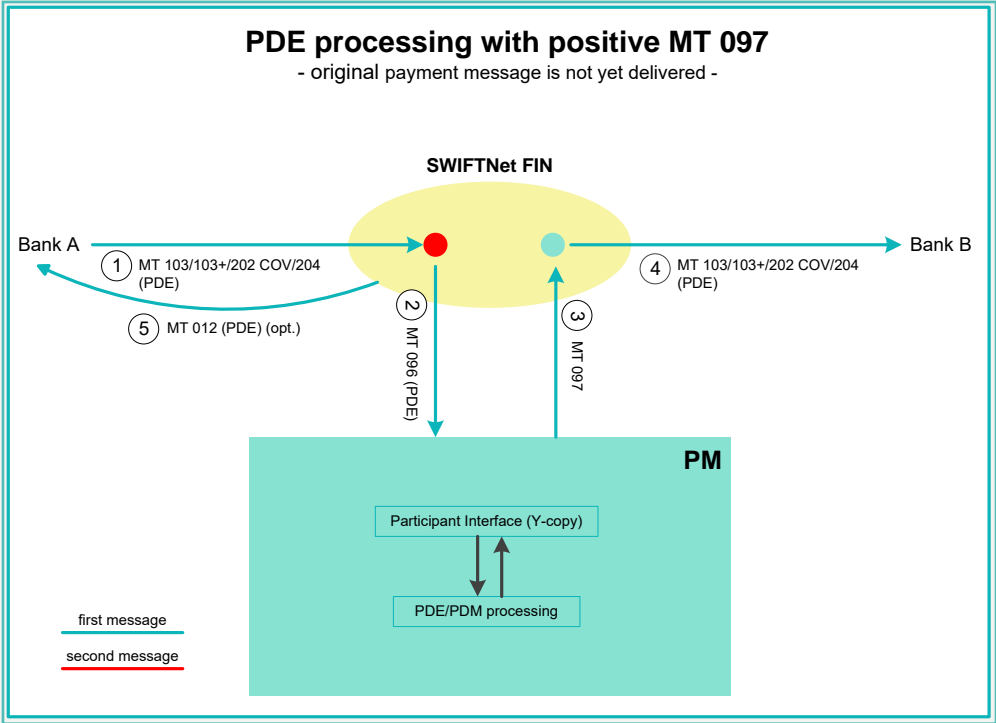 PDE processing with positive MT 097
- original payment message is not yet delivered -
SWIFTNet FIN
Bank A
Bank B
1 MT 103/103+/202 COV/204
(PDE)
4 MT 103/103+/202 COV/204
(PDE)
5 MT 012 (PDE) (opt.)
2 MT 096 (PDE)
3 MT 097
PM
Participant Interface (Y-copy)
PDE/PDM processing
first message
second message